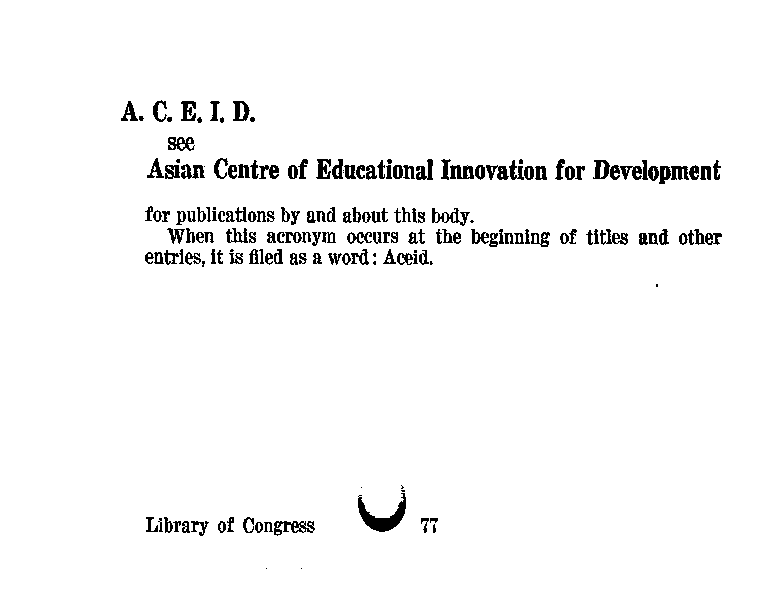 A. C. E. I. D.
see
Asian Centre of Educational Innovation for Development
for publications by and about this body.
When this acronym occurs at the beginning of titles and other
entries, it is filed as a word : Aceid.
Library of Congress 77